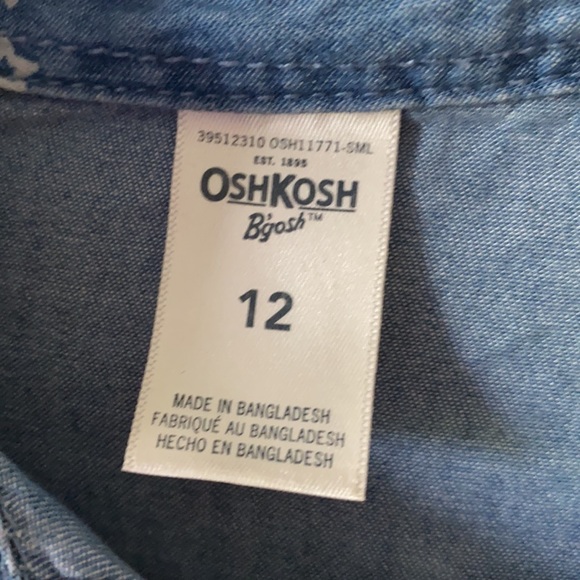 39512310 OSH11771-SML
EST. 1895
OSHKOSH
B'gosh™
12
MADE IN BANGLADESH
FABRIQUÉ AU BANGLADESH
HECHO EN BANGLADESH